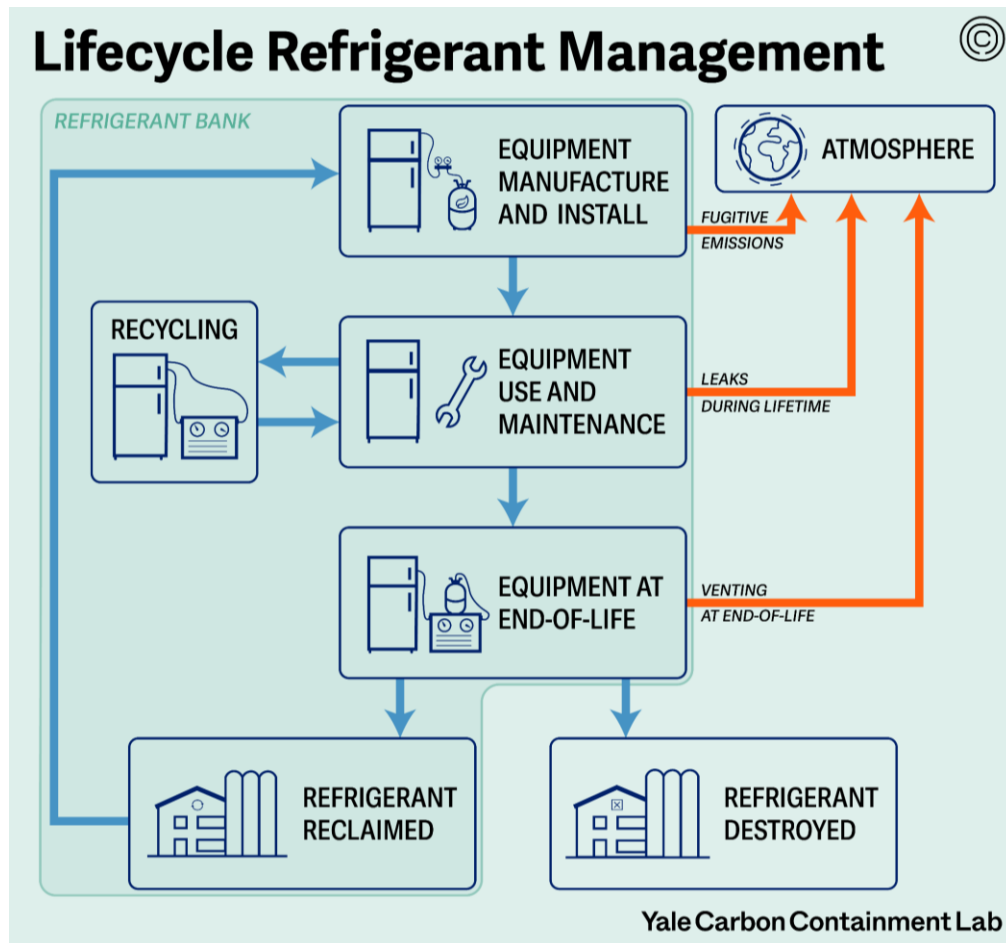 Lifecycle Refrigerant Management
©
REFRIGERANT BANK
EQUIPMENT
MANUFACTURE
AND INSTALL
ATMOSPHERE
FUGITIVE
EMISSIONS
RECYCLING
EQUIPMENT
USE AND
MAINTENANCE
LEAKS
DURING LIFETIME
EQUIPMENT AT
END-OF-LIFE
VENTING
AT END-OF-LIFE
REFRIGERANT
RECLAIMED
REFRIGERANT
DESTROYED
Yale Carbon Containment Lab